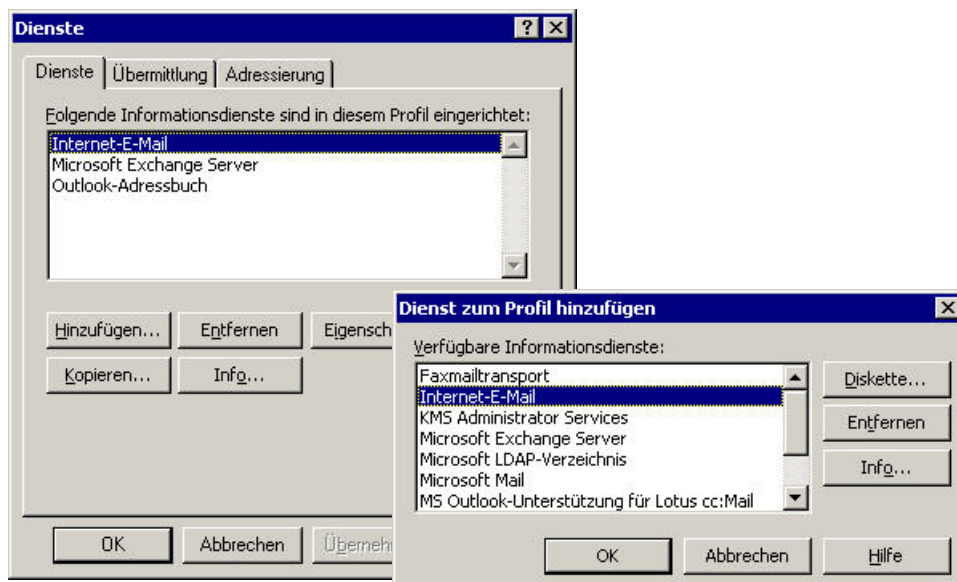 Dienste
Dienste Übermittlung Adressierung
Folgende Informationsdienste sind in diesem Profil eingerichtet:
Internet-E-Mail
Microsoft Exchange Server
Outlook-Adressbuch
Hinzufügen... Entfernen Eigensch
Kopieren... Info...
OK Abbrechen Übernehm
Dienst zum Profil hinzufügen
Verfügbare Informationsdienste:
Faxmailtransport
Internet-E-Mail
KMS Administrator Services
Microsoft Exchange Server
Microsoft LDAP-Verzeichnis
Microsoft Mail
MS Outlook-Unterstützung für Lotus cc:Mail
Diskette...
Entfernen
Info...
OK Abbrechen Hilfe